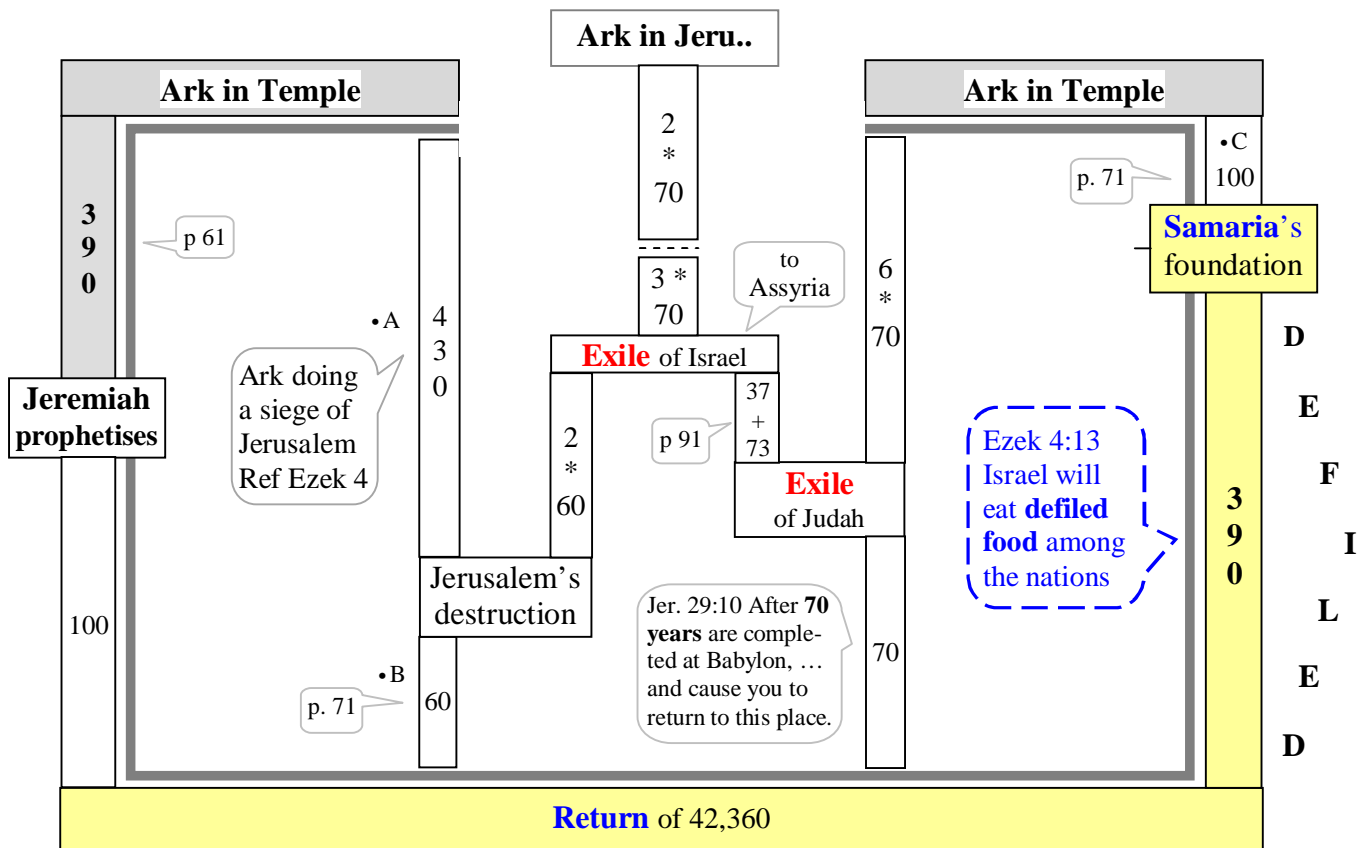 Ark in Jeru..
Ark in Temple
Ark in Temple
2
*
70
3 *
70
•C
100
p. 71
3
9
0
p 61
Samaria’s
foundation
to
Assyria
6
*
70
•A
4
3
0
Ark doing
a siege of
Jerusalem
Ref Ezek 4
Exile of Israel
Jeremiah
prophetises
2
*
60
37
+
73
p 91
Exile
of Judah
Ezek 4:13
Israel will
eat defiled
food among
the nations
3
9
0
D
E
F
I
L
E
D
Jerusalem’s
destruction
100
Jer. 29:10 After 70
years are comple-
ted at Babylon, …
and cause you to
return to this place.
70
•B
p. 71
60
Return of 42,360